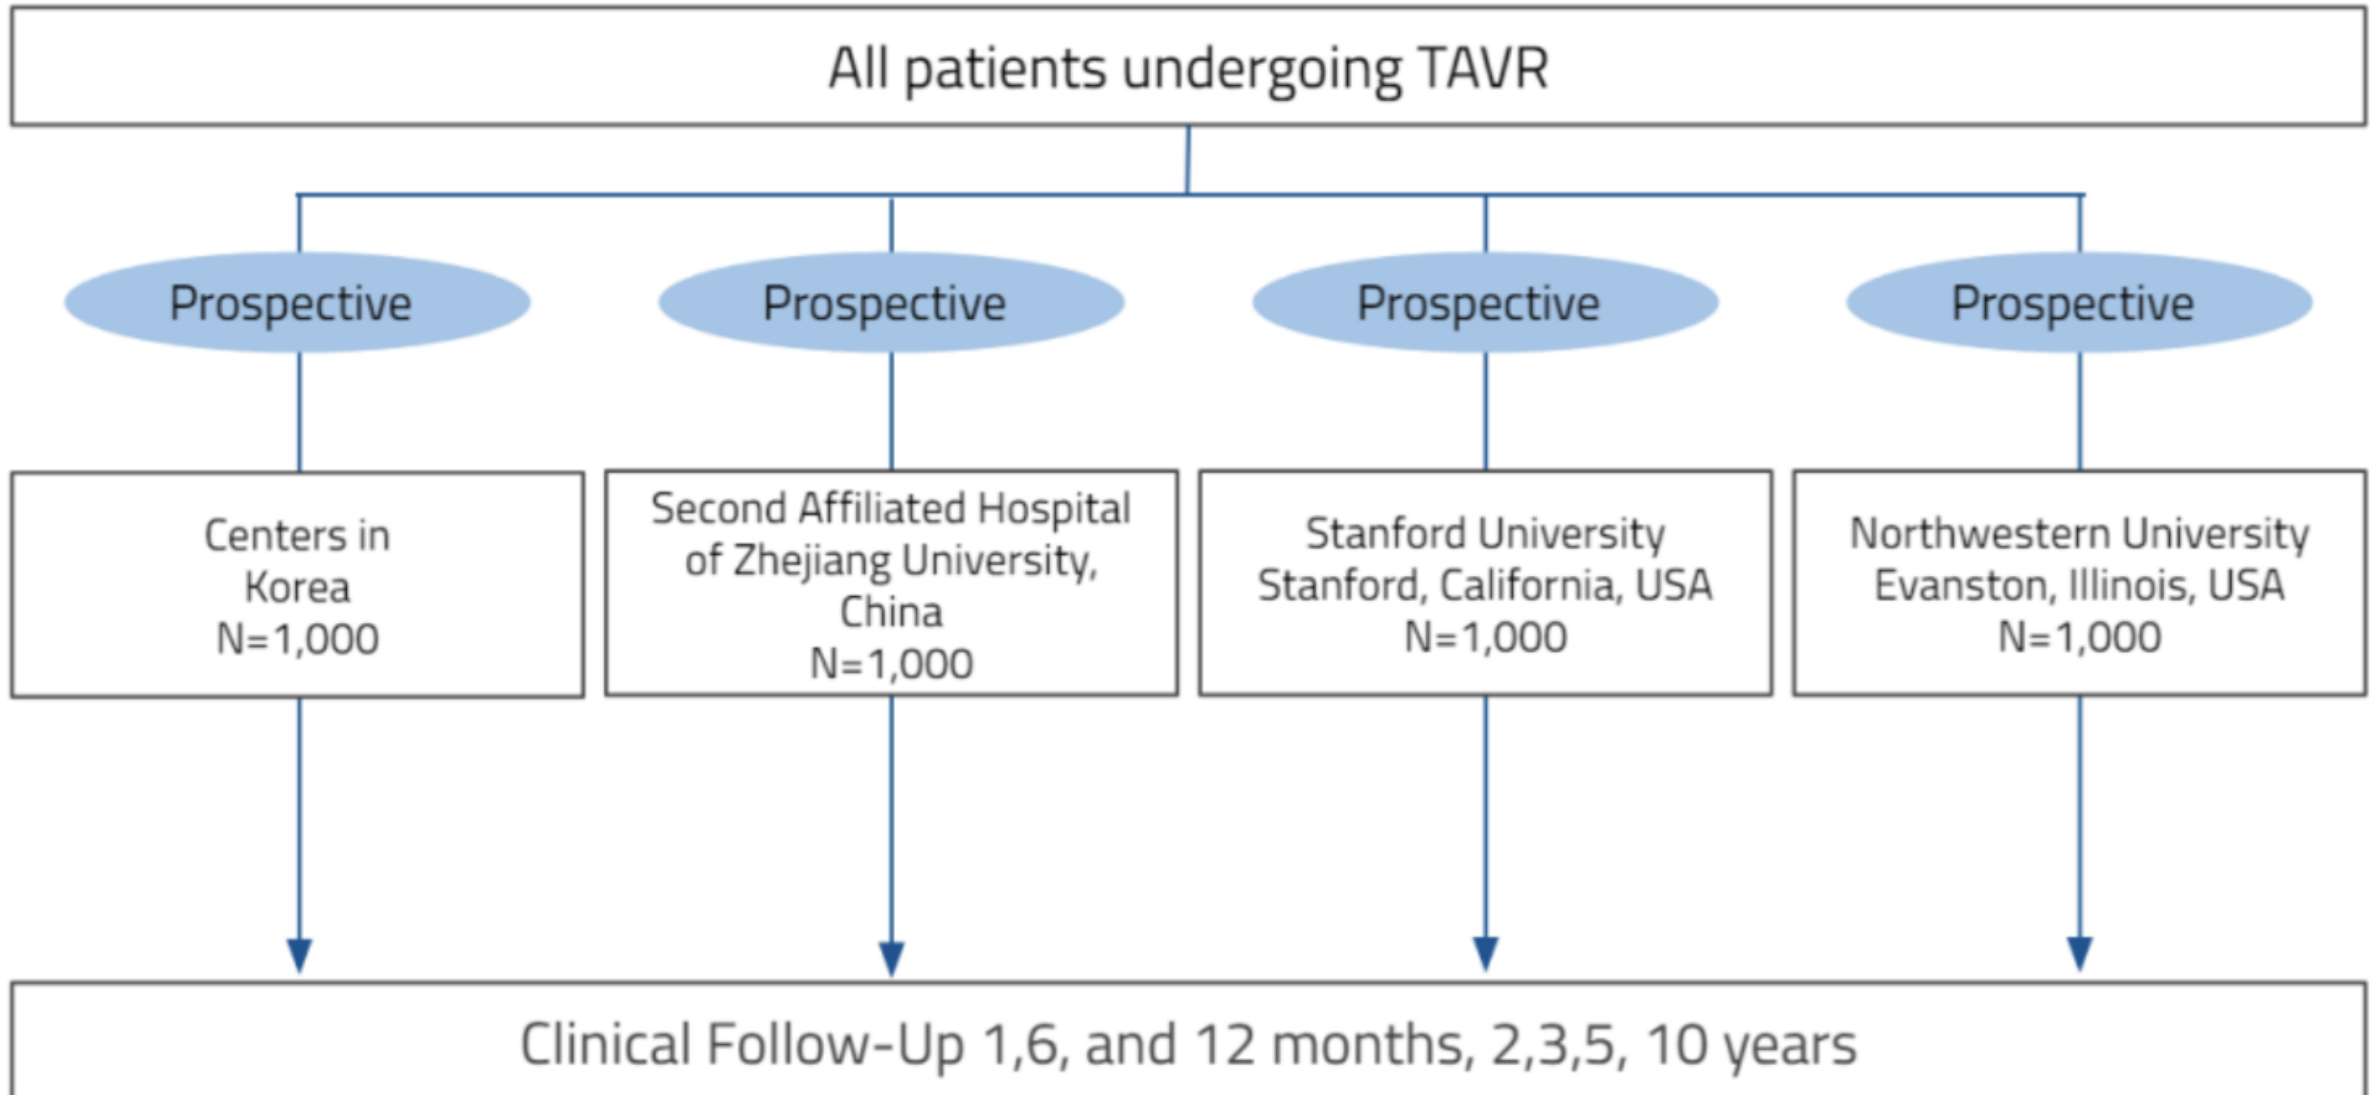 All patients undergoing TAVR
Prospective
Prospective
Prospective
Prospective
Centers in
Korea
N=1,000
Second Affiliated Hospital
of Zhejiang University,
China
N=1,000
Stanford University
Stanford, California, USA
N=1,000
Northwestern University
Evanston, Illinois, USA
N=1,000
Clinical Follow-Up 1,6, and 12 months, 2,3,5, 10 years